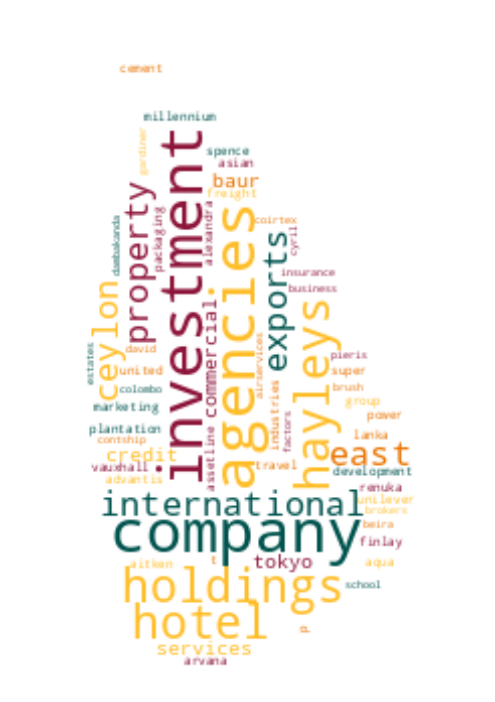 cement
millennium
gardiner
investment
spence
asian
baur
freight
property
packaging
alexandra
agencies
coirtex
cyril
dambakanda
exports
insurance
business
ceylon
hayleys
commercial
airservices
david
united
estates
colombo
pieris
super
brush
group
marketing
industries
factors
power
plantation
contship
lanka
credit
east
vauxhall
assetline
travel
development
advantis
renuka
international
unilever
brokers
company
beira
finlay
aitken
t
tokyo
aqua
holdings
school
hotel
p
services
arvana